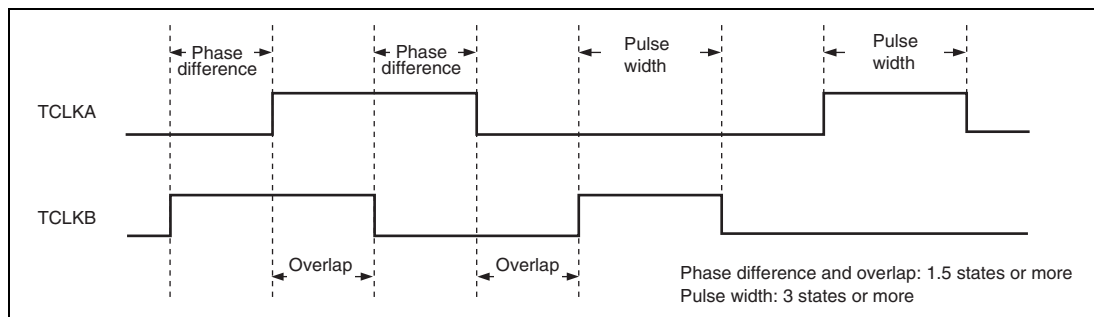 Phase
difference
Phase
difference
Pulse
width
Pulse
width
TCLKA
TCLKB
Overlap
Overlap
Phase difference and overlap: 1.5 states or more
Pulse width: 3 states or more